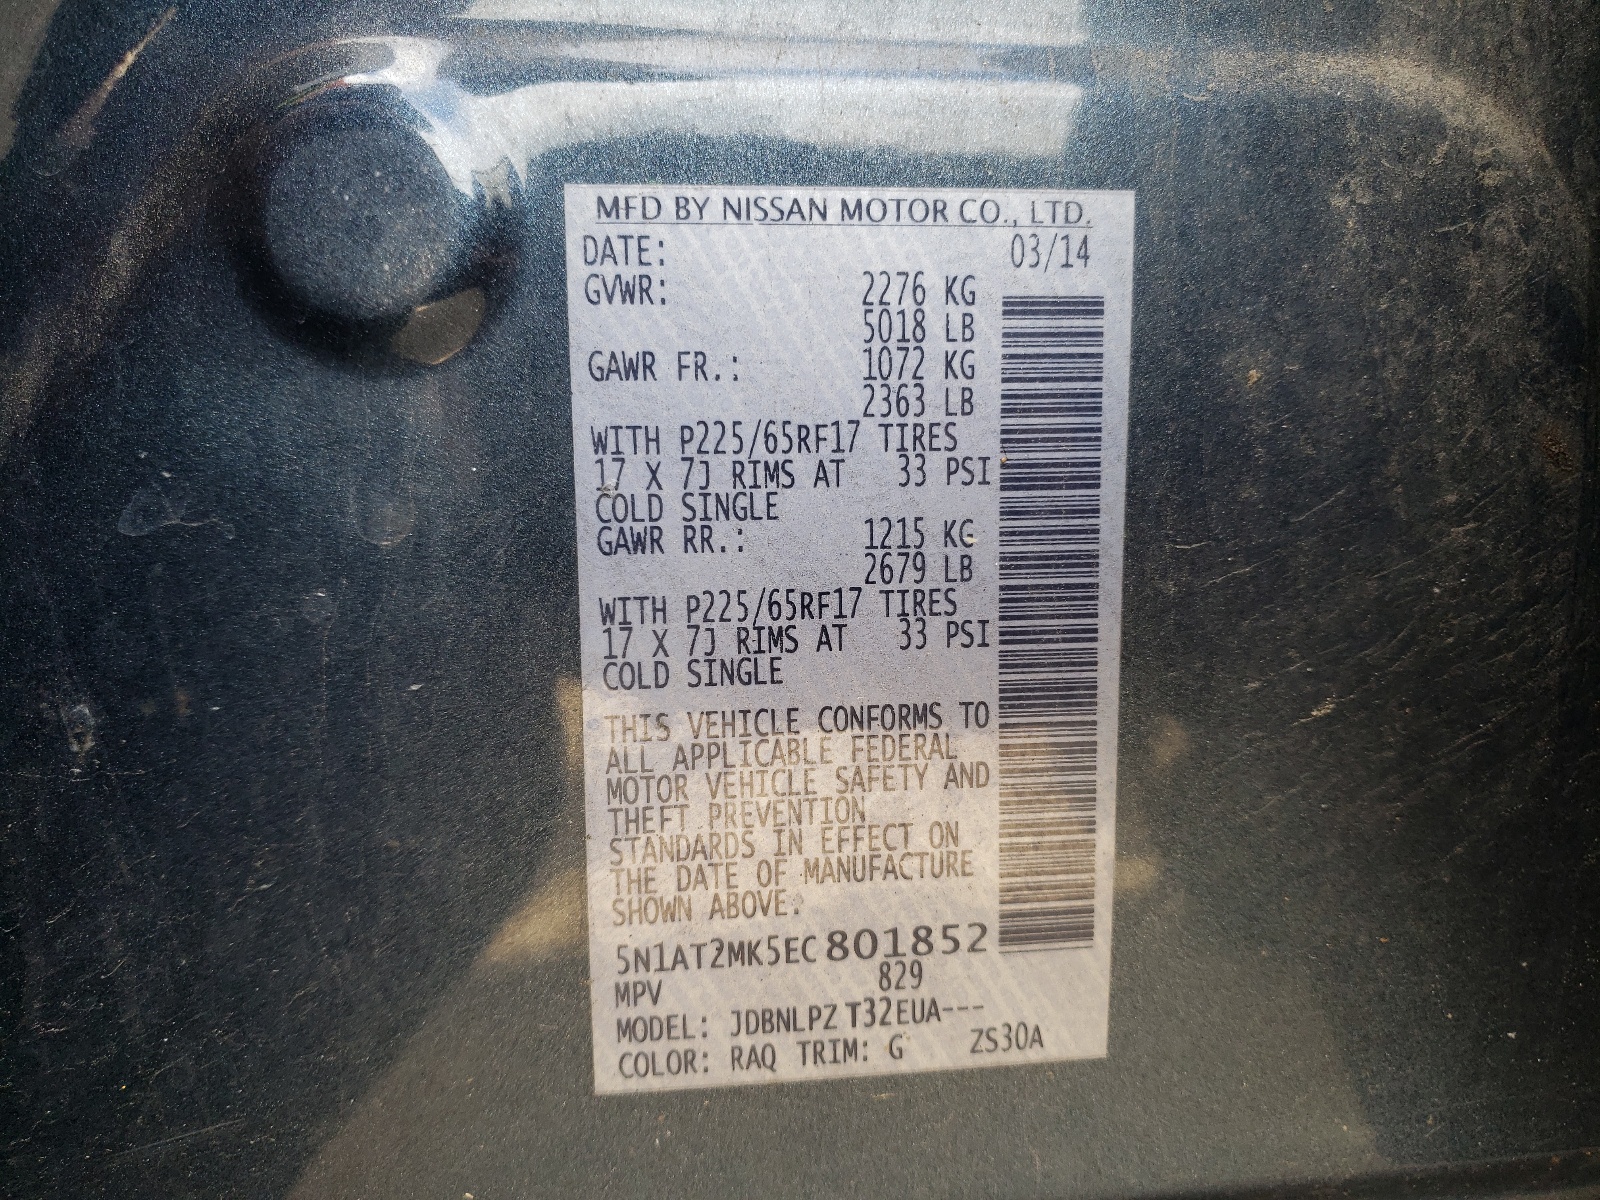 MFD BY NISSAN MOTOR CO., LTD.
DATE: 03/14
GVWR: 2276 KG
5018 LB
GAWR FR.: 1072 KG
2363 LB
WITH P225/65RF17 TIRES
17 X 7J RIMS AT 33 PSI
COLD SINGLE
GAWR RR.: 1215 KG
2679 LB
WITH P225/65RF17 TIRES
17 X 7J RIMS AT 33 PSI
COLD SINGLE
THIS VEHICLE CONFORMS TO
ALL APPLICABLE FEDERAL
MOTOR VEHICLE SAFETY AND
THEFT PREVENTION
STANDARDS IN EFFECT ON
THE DATE OF MANUFACTURE
SHOWN ABOVE.
5N1AT2MK5EC801852
MPV 829
MODEL: JDBNLPZ T32EUA---
COLOR: RAQ TRIM: G ZS30A